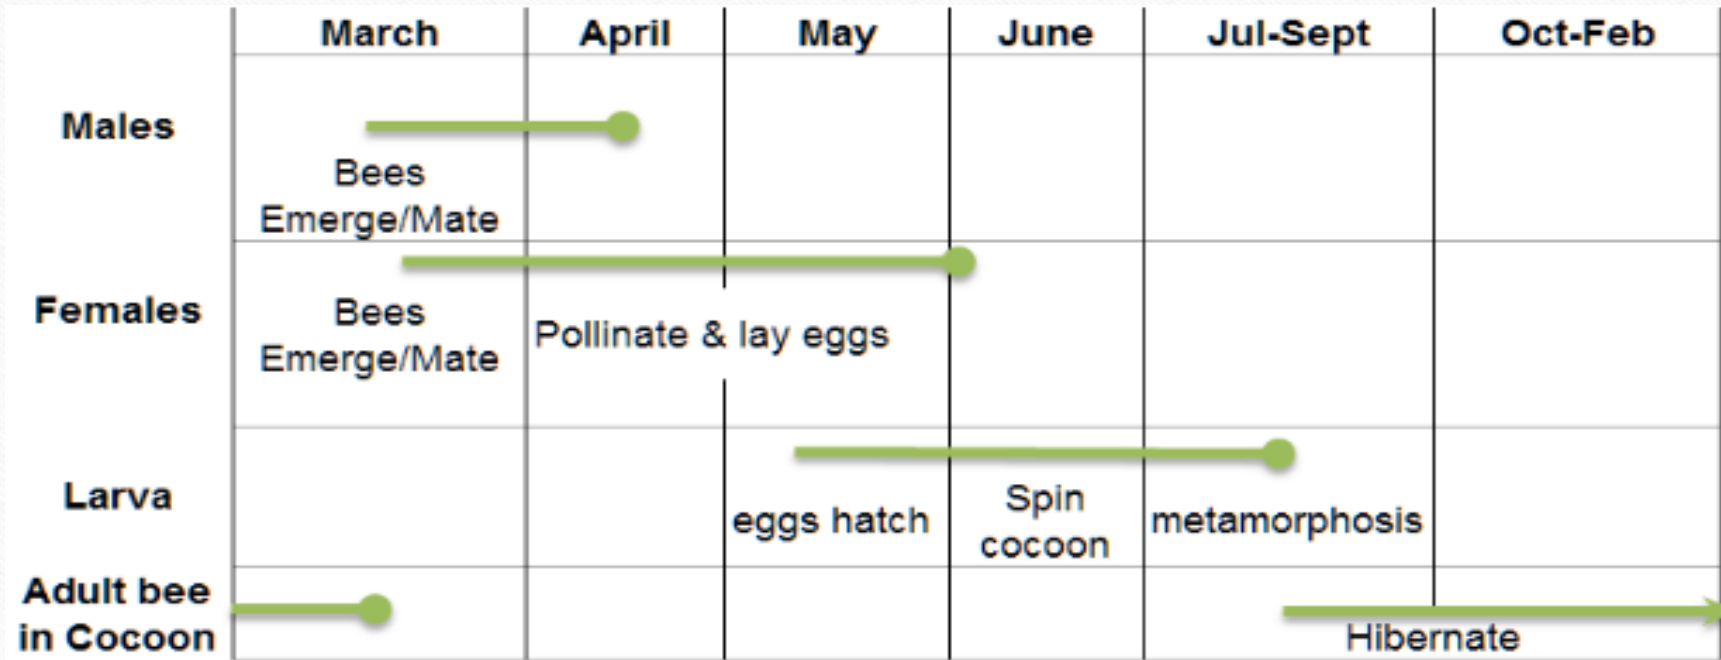 March April May June Jul-Sept Oct-Feb
Males
Bees
Emerge/Mate
Females
Bees
Emerge/Mate
Pollinate & lay eggs
Larva
eggs hatch
Spin
cocoon
metamorphosis
Adult bee
in Cocoon
Hibernate